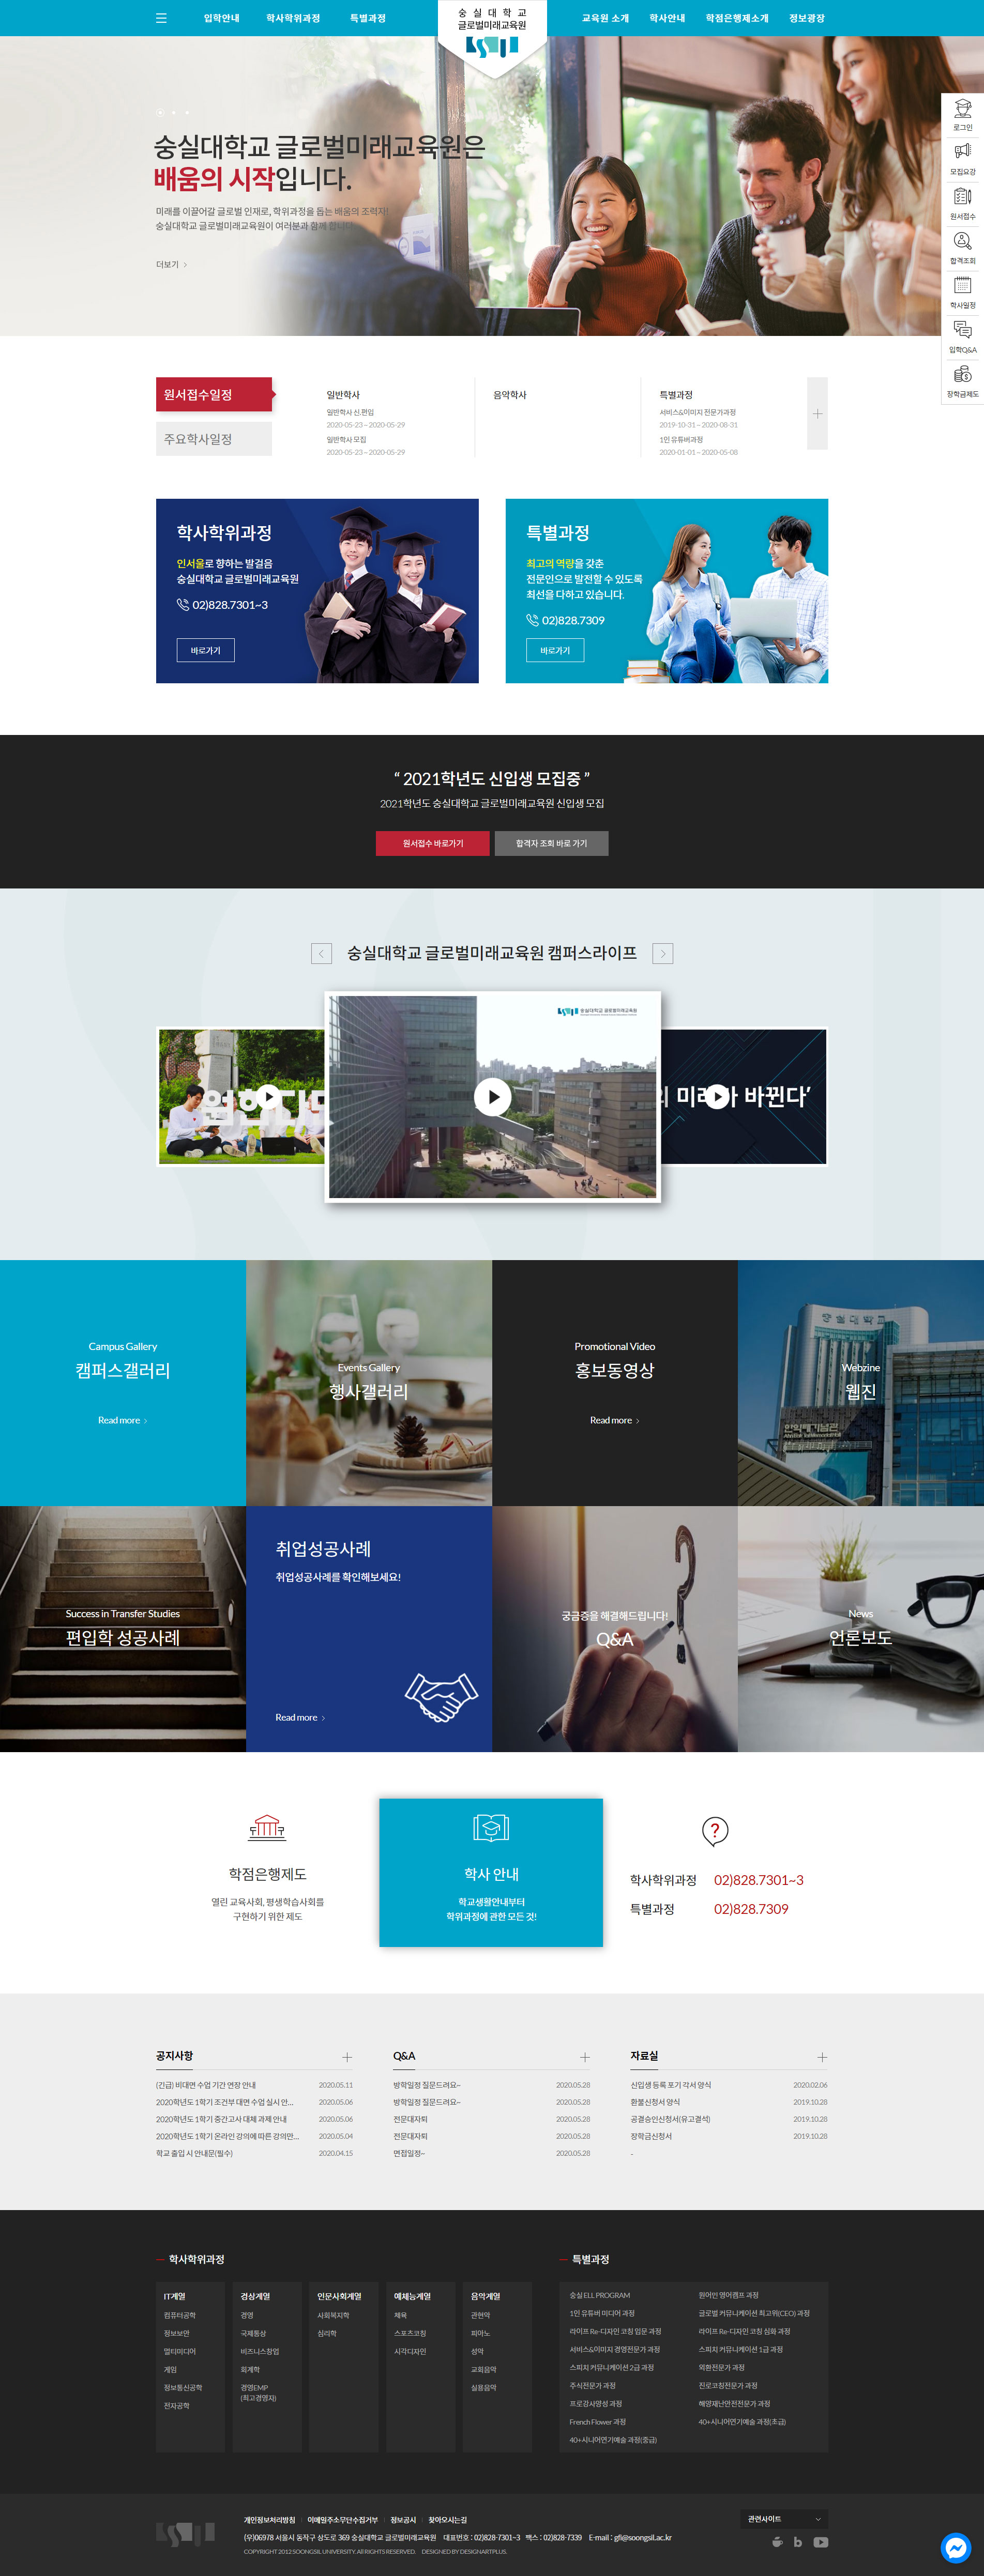 입학안내
학사학위과정
특별과정
숭실대학교
글로벌미래교육원
교육원 소개
학사안내
학점은행제소개
정보광장
숭실대학교 글로벌미래교육원은
배움의 시작입니다.
미래를 이끌어갈 글로벌 인재로, 학위과정을 돕는 배움의 조력자!
숭실대학교 글로벌미래교육원이 여러분과 함께 합니다.
더보기
로그인
모집요강
원서접수
합격조회
학사일정
입학Q&A
장학금제도
원서접수일정
주요학사일정
일반학사
일반학사 신.편입
2020-05-23 ~ 2020-05-29
일반학사 모집
2020-05-23 ~ 2020-05-29
음악학사
특별과정
서비스&이미지 전문가과정
2019-10-31 ~ 2020-08-31
1인 유튜버과정
2020-01-01 ~ 2020-05-08
학사학위과정
인서울로 향하는 발걸음
숭실대학교 글로벌미래교육원
02)828.7301~3
바로가기
특별과정
최고의 역량을 갖춘
전문인으로 발전할 수 있도록
최선을 다하고 있습니다.
02)828.7309
바로가기
“ 2021학년도 신입생 모집중 ”
2021학년도 숭실대학교 글로벌미래교육원 신입생 모집
원서접수 바로가기
합격자 조회 바로 가기
숭실대학교 글로벌미래교육원 캠퍼스라이프
숭실대학교 글로벌미래교육원
미래가 바뀐다’
Campus Gallery
캠퍼스갤러리
Read more
Events Gallery
행사갤러리
Promotional Video
홍보동영상
Read more
숭실대학교
Webzine
웹진
Success in Transfer Studies
편입학 성공사례
취업성공사례
취업성공사례를 확인해보세요!
Read more
궁금증을 해결해드립니다!
Q&A
News
언론보도
학점은행제도
열린 교육사회, 평생학습사회를
구현하기 위한 제도
학사 안내
학교생활안내부터
학위과정에 관한 모든 것!
학사학위과정 02)828.7301~3
특별과정 02)828.7309
공지사항
(긴급) 비대면 수업 기간 연장 안내 2020.05.11
2020학년도 1학기 조건부 대면 수업 실시 안... 2020.05.06
2020학년도 1학기 중간고사 대체 과제 안내 2020.05.06
2020학년도 1학기 온라인 강의에 따른 강의만... 2020.05.04
학교 출입 시 안내문(필수) 2020.04.15
Q&A
방학일정 질문드려요~ 2020.05.28
방학일정 질문드려요~ 2020.05.28
전문대자퇴 2020.05.28
전문대자퇴 2020.05.28
면접일정~ 2020.05.28
자료실
신입생 등록 포기 각서 양식 2020.02.06
환불신청서 양식 2019.10.28
공결승인신청서(유고결석) 2019.10.28
장학금신청서 2019.10.28
-
학사학위과정
IT계열
컴퓨터공학
정보보안
멀티미디어
게임
정보통신공학
전자공학
경상계열
경영
국제통상
비즈니스창업
회계학
경영EMP
(최고경영자)
인문사회계열
사회복지학
심리학
예체능계열
체육
스포츠코칭
시각디자인
음악계열
관현악
피아노
성악
교회음악
실용음악
특별과정
숭실 ELL PROGRAM
1인 유튜버 미디어 과정
라이프 Re-디자인 코칭 입문 과정
서비스&이미지 경영전문가 과정
스피치 커뮤니케이션 2급 과정
주식전문가 과정
프로강사양성 과정
French Flower 과정
40+시니어연기예술 과정(중급)
원어민 영어캠프 과정
글로벌 커뮤니케이션 최고위(CEO) 과정
라이프 Re-디자인 코칭 심화 과정
스피치 커뮤니케이션 1급 과정
외환전문가 과정
진로코칭전문가 과정
해양재난안전전문가 과정
40+시니어연기예술 과정(초급)
개인정보처리방침
이메일주소무단수집거부
정보공시
찾아오시는길
(우)06978 서울시 동작구 상도로 369 숭실대학교 글로벌미래교육원 대표번호 : 02)828-7301~3 팩스 : 02)828-7339 E-mail : gfi@soongsil.ac.kr
COPYRIGHT 2012 SOONGSIL UNIVERSITY. All RIGHTS RESERVED. DESIGNED BY DESIGNARTPLUS.
관련사이트